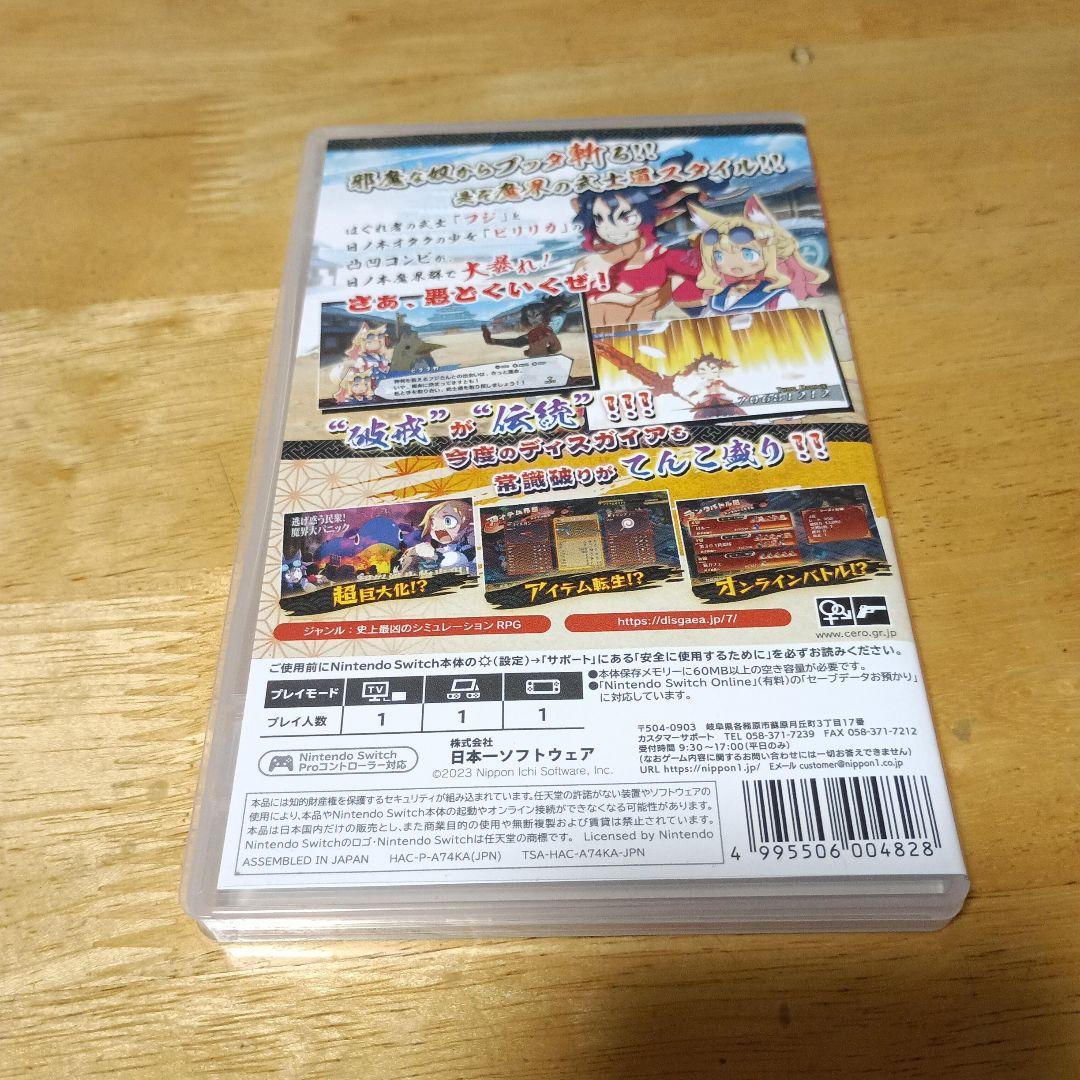 邪魔な奴からブッタ斬る!!
是ぞ魔界の武士道スタイル!!
はぐれ者の武士「フジ」と
日ノ本オタクの少女「ピリリカ」の
凸凹コンビが、
日ノ本魔界群で大暴れ!
さぁ、悪どくいくぜ!
ピリリカ
“破戒”が“伝統”!!!
今度のディスガイアも
常識破りがてんこ盛り!!
逃げ惑う民衆!
魔界大パニック
超巨大化!?
アイテム転生!?
オンラインバトル!?
ジャンル:史上最凶のシミュレーションRPG
https://disgaea.jp/7/
www.cero.gr.jp
ご使用前にNintendo Switch本体の(設定)→「サポート」にある「安全に使用するために」を必ずお読みください。
プレイモード TV
プレイ人数 1 1 1
●本体保存メモリーに60MB以上の空き容量が必要です。
●「Nintendo Switch Online」(有料)の「セーブデータお預かり」に対応しています。
Nintendo Switch
Proコントローラー対応
株式会社
日本一ソフトウェア
©2023 Nippon Ichi Software, Inc.
〒504-0903 岐阜県各務原市蘇原月丘町3丁目17番
カスタマーサポート TEL 058-371-7239 FAX 058-371-7212
受付時間 9:30~17:00(平日のみ)
(なおゲーム内容に関するお問い合わせには一切お答えできません)
URL https://nippon1.jp/ Eメール customer@nippon1.co.jp
本品には知的財産権を保護するセキュリティが組み込まれています。任天堂の許諾がない装置やソフトウェアの
使用により、本品やNintendo Switch本体の起動やオンライン接続ができなくなる可能性があります。
本品は日本国内だけの販売とし、また商業目的の使用や無断複製および賃貸は禁止されています。
Nintendo Switchのロゴ・Nintendo Switchは任天堂の商標です。 Licensed by Nintendo
ASSEMBLED IN JAPAN HAC-P-A74KA(JPN) TSA-HAC-A74KA-JPN
4 995506 004828